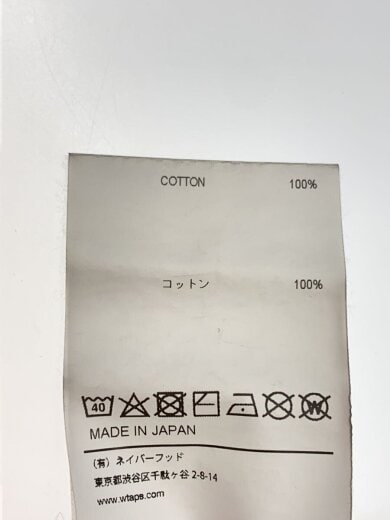 COTTON 100%
コットン 100%
40
W
MADE IN JAPAN
(有) ネイバーフッド
東京都渋谷区千駄ヶ谷 2-8-14
www.wtaps.com